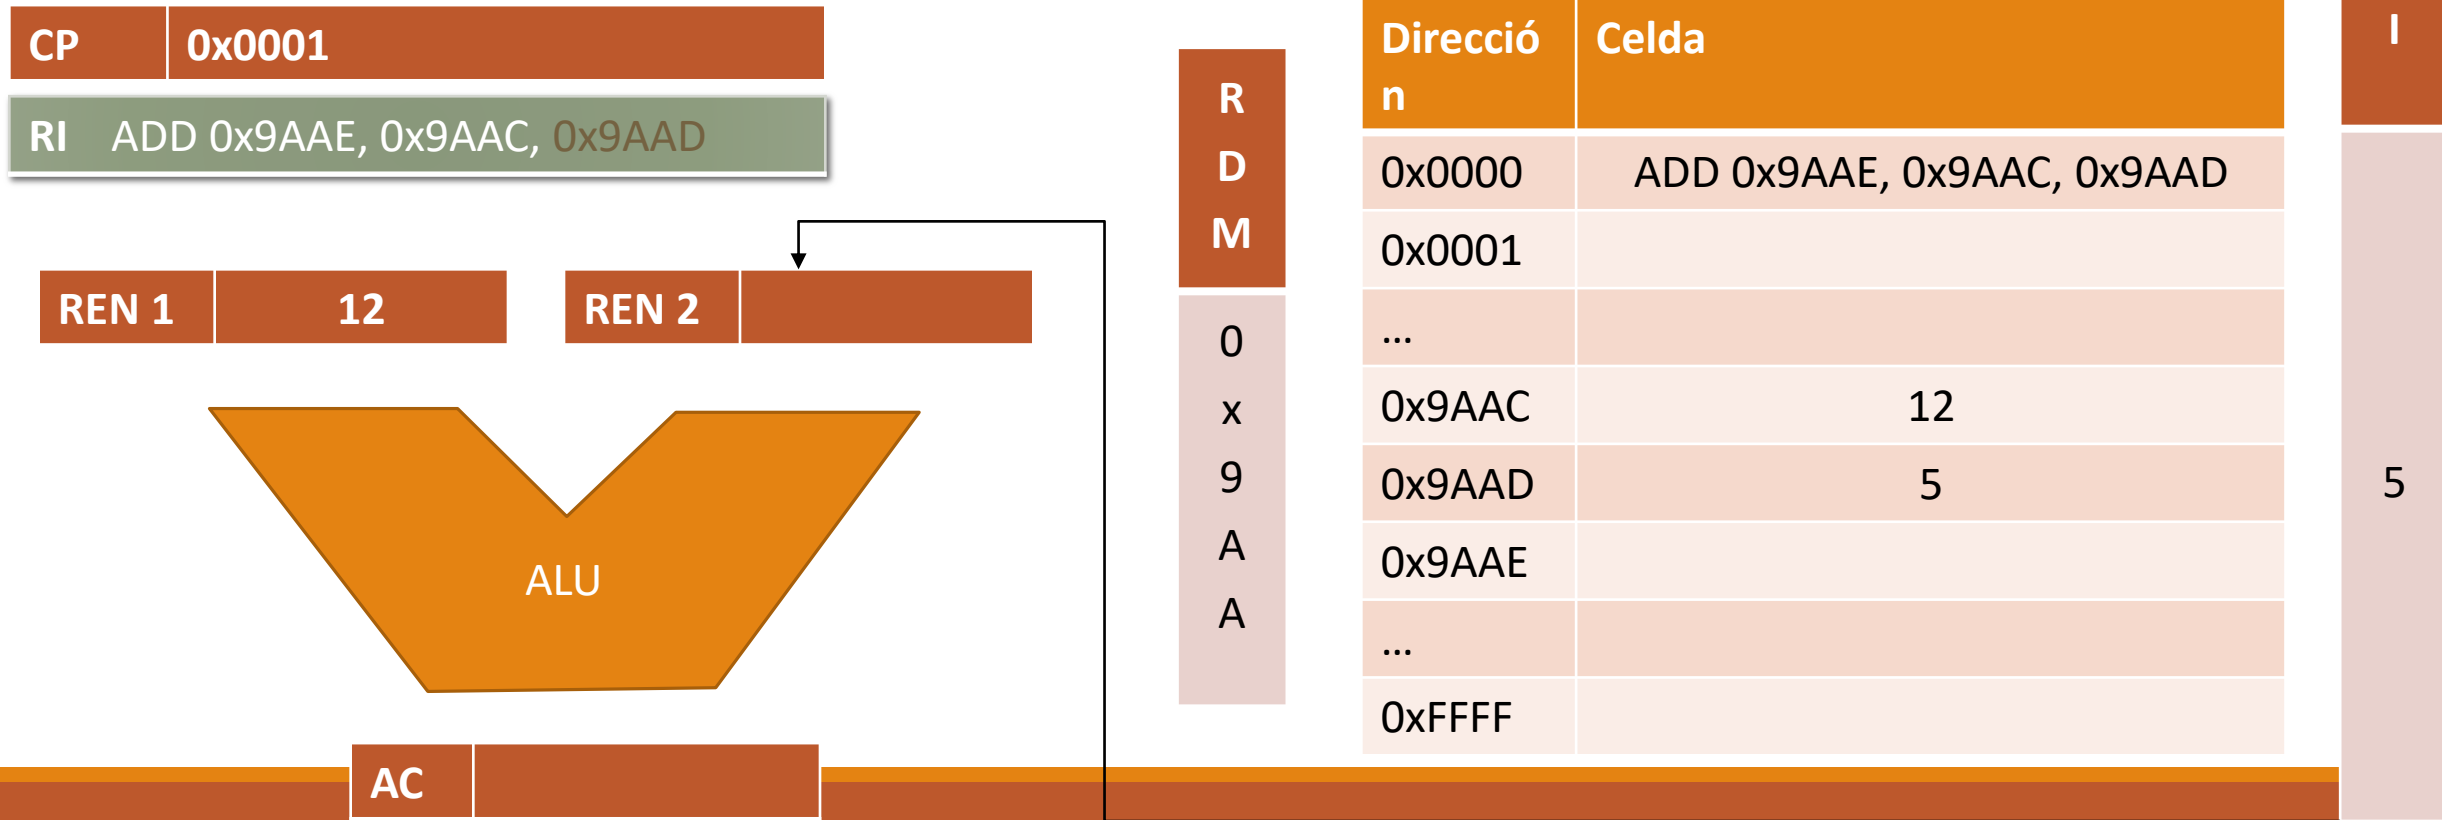 CP 0x0001
RI ADD 0x9AAE, 0x9AAC, 0x9AAD
REN 1 12
REN 2
ALU
AC
R
D
M
0
x
9
A
A
Direcció
n
Celda
0x0000 ADD 0x9AAE, 0x9AAC, 0x9AAD
0x0001
...
0x9AAC 12
0x9AAD 5
0x9AAE
...
0xFFFF
I
5